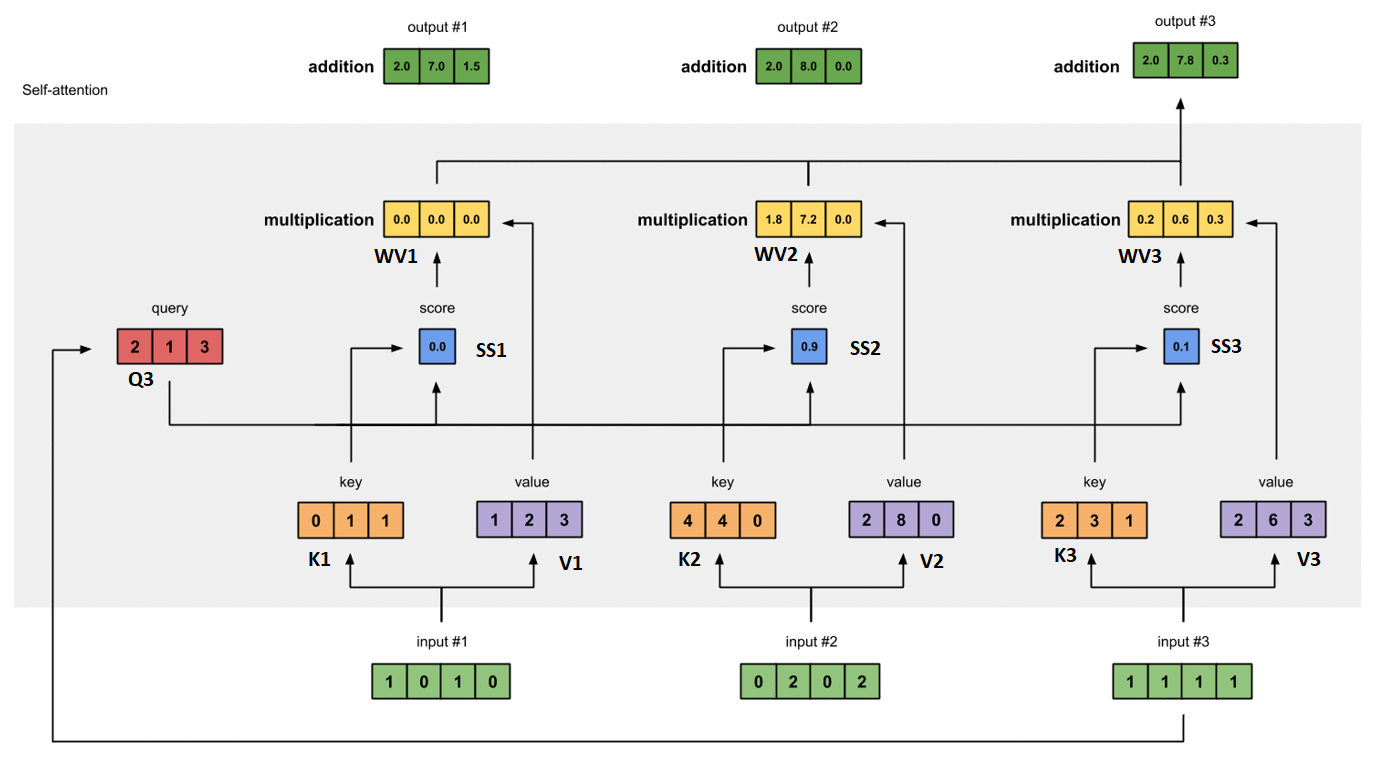 output #1 output #2 output #3
addition 2.0 7.0 1.5 addition 2.0 8.0 0.0 addition 2.0 7.8 0.3
Self-attention
multiplication 0.0 0.0 0.0 multiplication 1.8 7.2 0.0 multiplication 0.2 0.6 0.3
WV1 WV2 WV3
query score score score
2 1 3 0.0 SS1 0.9 SS2 0.1 SS3
Q3
key value key value key value
0 1 1 1 2 3 4 4 0 2 8 0 2 3 1 2 6 3
K1 V1 K2 V2 K3 V3
input #1 input #2 input #3
1 0 1 0 0 2 0 2 1 1 1 1